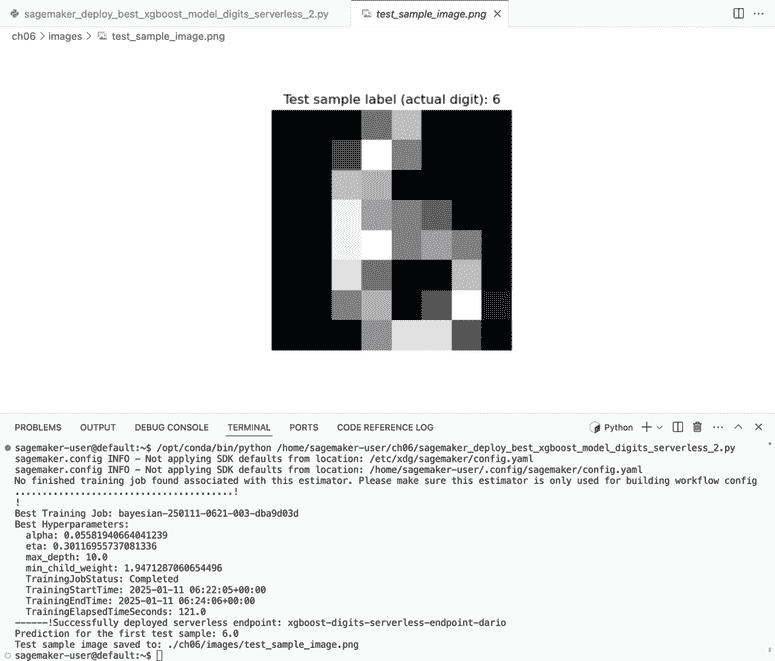 sagemaker_deploy_best_xgboost_model_digits_serverless_2.py test_sample_image.png
ch06 > images > test_sample_image.png
Test sample label (actual digit): 6
PROBLEMS OUTPUT DEBUG CONSOLE TERMINAL PORTS CODE REFERENCE LOG Python
sagemaker-user@default:~$ /opt/conda/bin/python /home/sagemaker-user/ch06/sagemaker_deploy_best_xgboost_model_digits_serverless_2.py
sagemaker.config INFO - Not applying SDK defaults from location: /etc/xdg/sagemaker/config.yaml
sagemaker.config INFO - Not applying SDK defaults from location: /home/sagemaker-user/.config/sagemaker/config.yaml
No finished training job found associated with this estimator. Please make sure this estimator is only used for building workflow config
.......................................!
!
Best Training Job: bayesian-250111-0621-003-dba9d03d
Best Hyperparameters:
alpha: 0.05581940664041239
eta: 0.30116955737081336
max_depth: 10.0
min_child_weight: 1.9471287060654496
TrainingJobStatus: Completed
TrainingStartTime: 2025-01-11 06:22:05+00:00
TrainingEndTime: 2025-01-11 06:24:06+00:00
TrainingElapsedTimeSeconds: 121.0
------!Successfully deployed serverless endpoint: xgboost-digits-serverless-endpoint-dario
Prediction for the first test sample: 6.0
Test sample image saved to: ./ch06/images/test_sample_image.png
sagemaker-user@default:~$